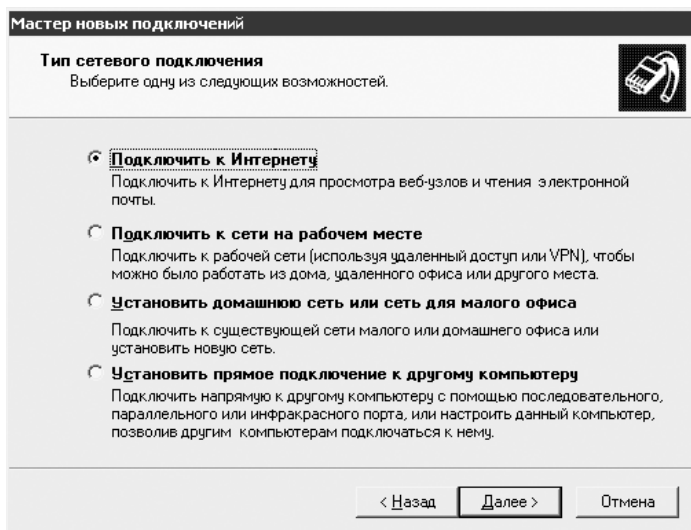 Мастер новых подключений
Тип сетевого подключения
Выберите одну из следующих возможностей.
Подключить к Интернету
Подключить к Интернету для просмотра веб-узлов и чтения электронной
почты.
Подключить к сети на рабочем месте
Подключить к рабочей сети (используя удаленный доступ или VPN), чтобы
можно было работать из дома, удаленного офиса или другого места.
Установить домашнюю сеть или сеть для малого офиса
Подключить к существующей сети малого или домашнего офиса или
установить новую сеть.
Установить прямое подключение к другому компьютеру
Подключить напрямую к другому компьютеру с помощью последовательного,
параллельного или инфракрасного порта, или настроить данный компьютер,
позволив другим компьютерам подключаться к нему.
< Назад Далее > Отмена